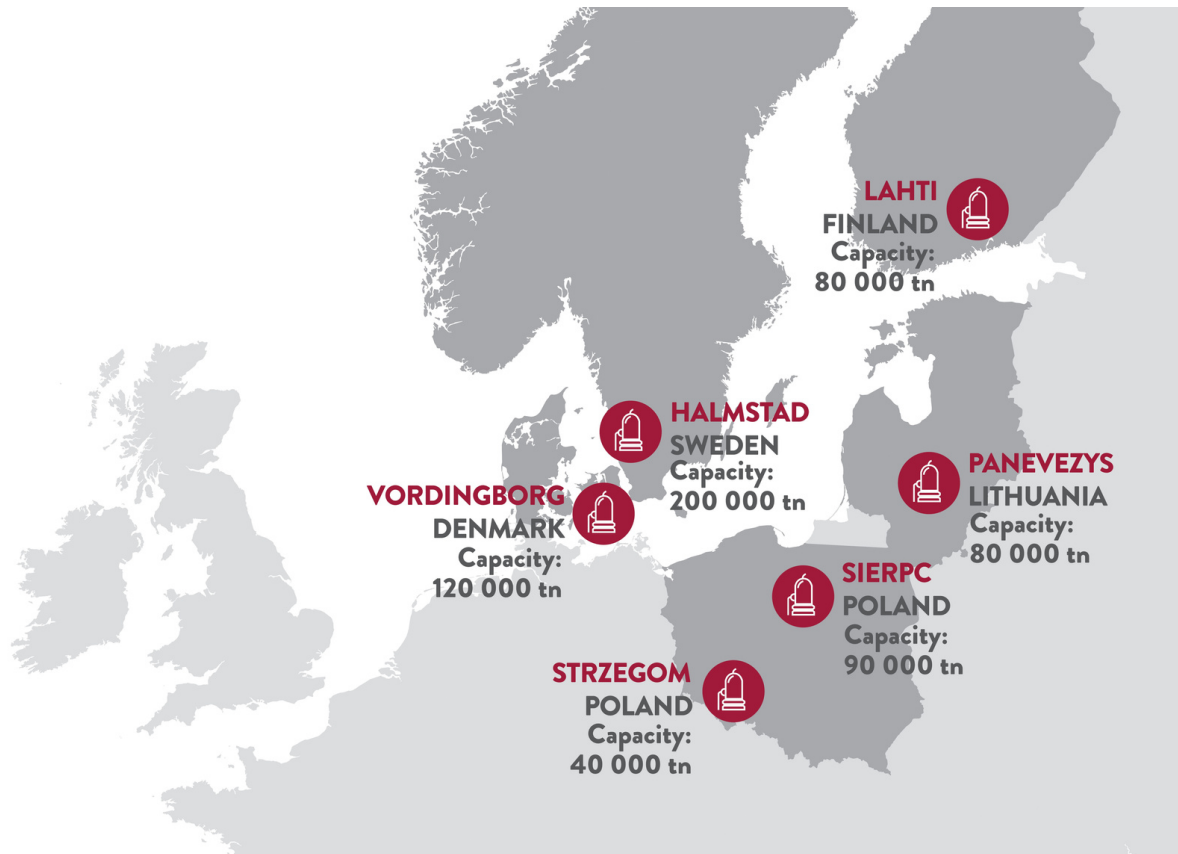 LAHTI
FINLAND
Capacity:
80 000 tn
HALMSTAD
SWEDEN
Capacity:
200 000 tn
PANEVEZYS
LITHUANIA
Capacity:
80 000 tn
VORDINGBORG
DENMARK
Capacity:
120 000 tn
SIERPC
POLAND
Capacity:
90 000 tn
STRZEGOM
POLAND
Capacity:
40 000 tn